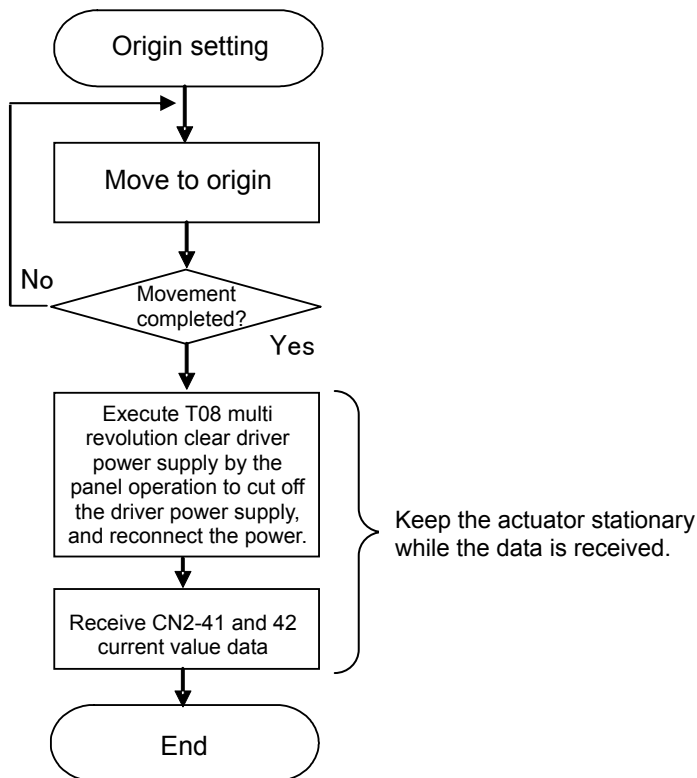 Origin setting
Move to origin
No
Movement
completed?
Yes
Execute T08 multi
revolution clear driver
power supply by the
panel operation to cut off
the driver power supply,
and reconnect the power.
Keep the actuator stationary
while the data is received.
Receive CN2-41 and 42
current value data
End